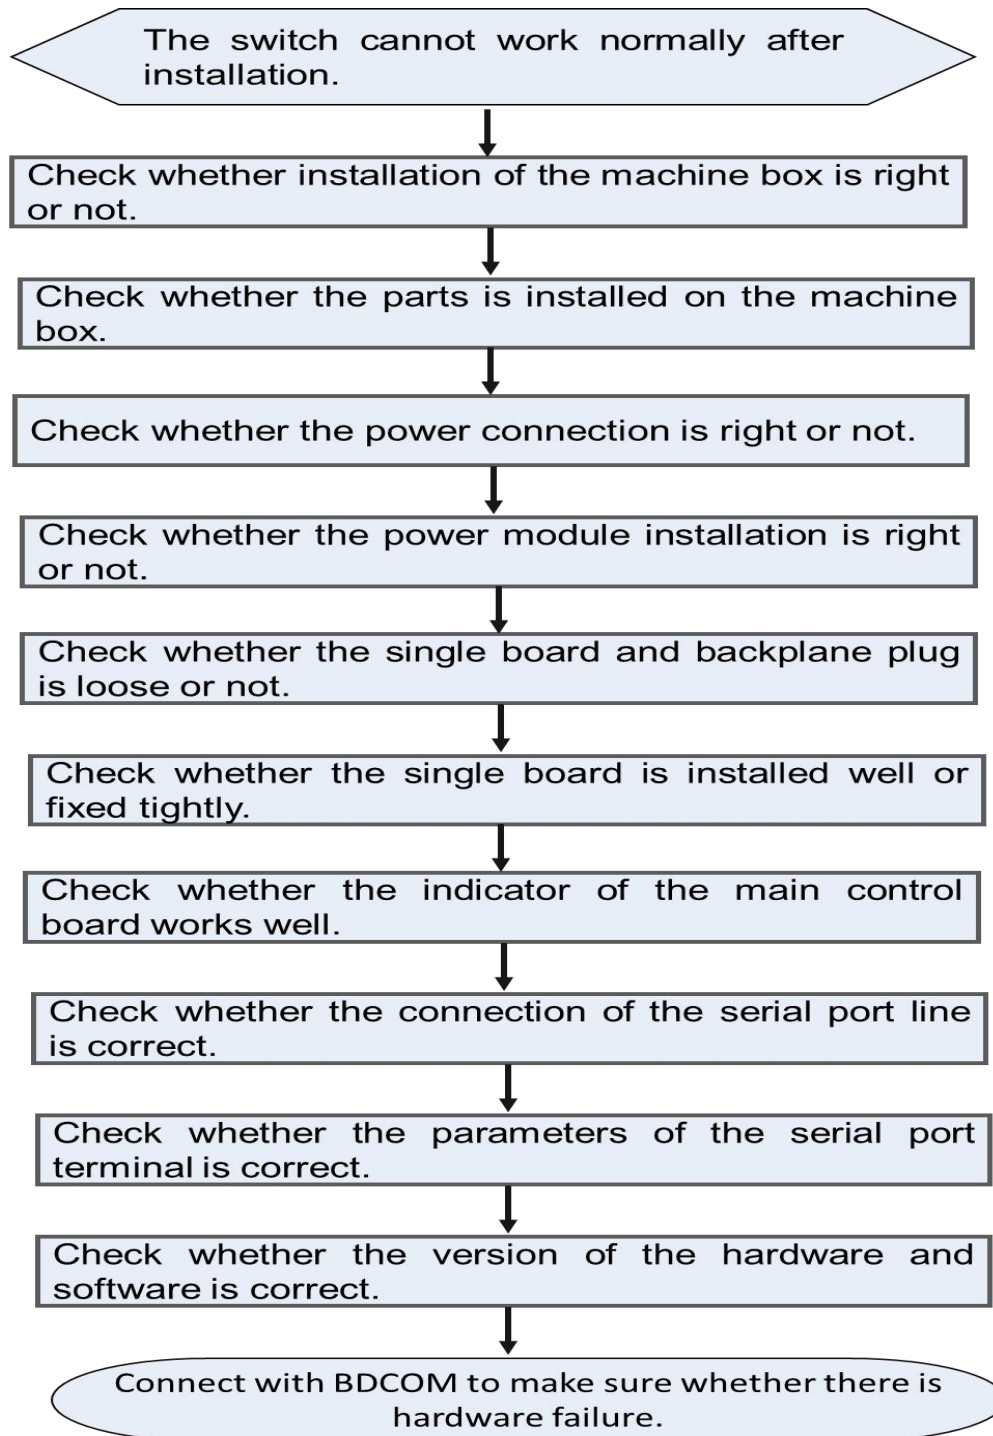 The switch cannot work normally after
installation.
Check whether installation of the machine box is right
or not.
Check whether the parts is installed on the machine
box.
Check whether the power connection is right or not.
Check whether the power module installation is right
or not.
Check whether the single board and backplane plug
is loose or not.
Check whether the single board is installed well or
fixed tightly.
Check whether the indicator of the main control
board works well.
Check whether the connection of the serial port line
is correct.
Check whether the parameters of the serial port
terminal is correct.
Check whether the version of the hardware and
software is correct.
Connect with BDCOM to make sure whether there is
hardware failure.